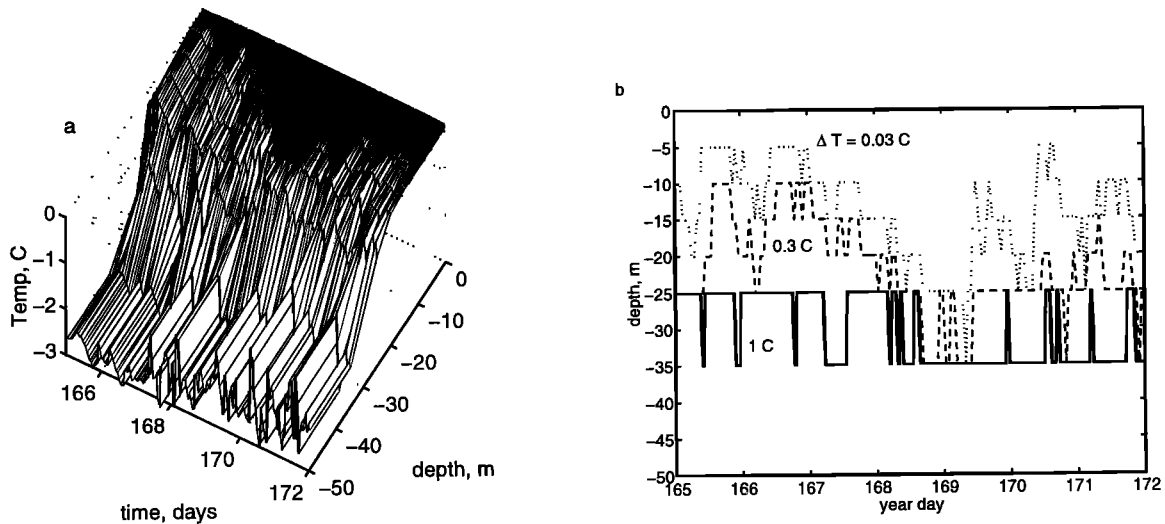 a
Temp, C
0
−1
−2
−3
166
168
170
172
time, days
0
−10
−20
−30
−40
−50
depth, m
b
Δ T = 0.03 C
0.3 C
1 C
depth, m
0
−5
−10
−15
−20
−25
−30
−35
−40
−45
−50
165 166 167 168 169 170 171 172
year day